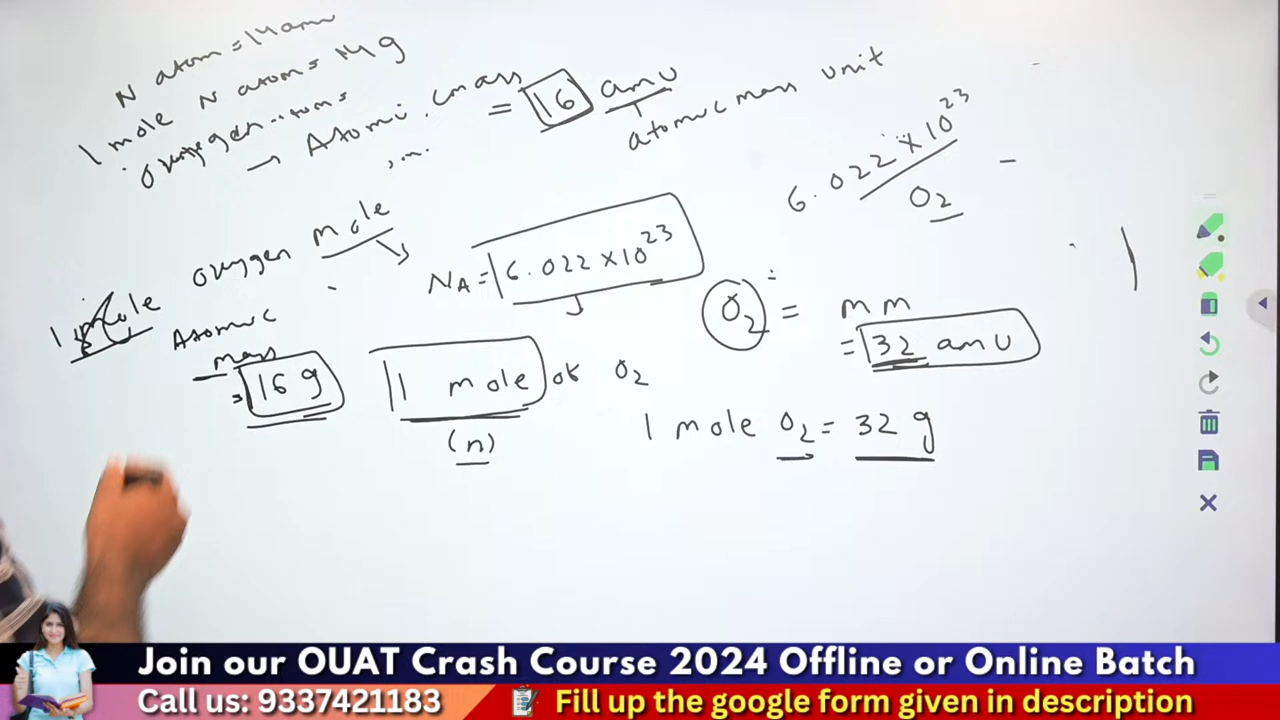 N atom = 14 amu
1 mole N atoms = 14 g
→ Atomic mass = 16 amu
atomic mass unit
6.022 × 10²³
O₂
oxygen mole
N_A = 6.022 × 10²³
1 mole
Atomic
mass
= 16 g
1 mole of O₂
(n)
O₂ = MM
= 32 amu
1 mole O₂ = 32 g
Join our OUAT Crash Course 2024 Offline or Online Batch
Call us: 9337421183
Fill up the google form given in description